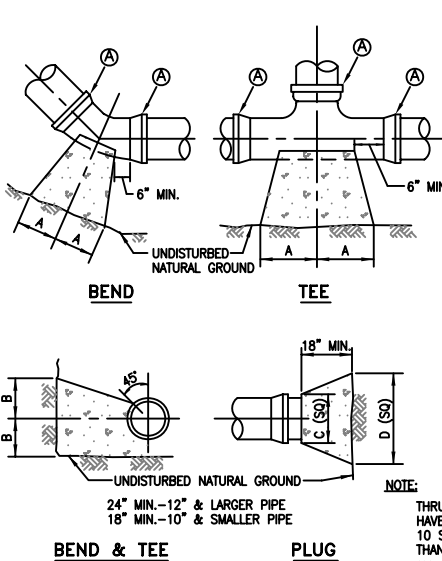 A
A
A
A
A
6" MIN.
6" MIN
A
A
A
A
UNDISTURBED
NATURAL GROUND
BEND
TEE
18" MIN.
45°
B
B
C (SQ)
D (SQ)
UNDISTURBED NATURAL GROUND
24" MIN.-12" & LARGER PIPE
18" MIN.-10" & SMALLER PIPE
BEND & TEE
PLUG
NOTE:
THRU
HAVE
10 S
THAN